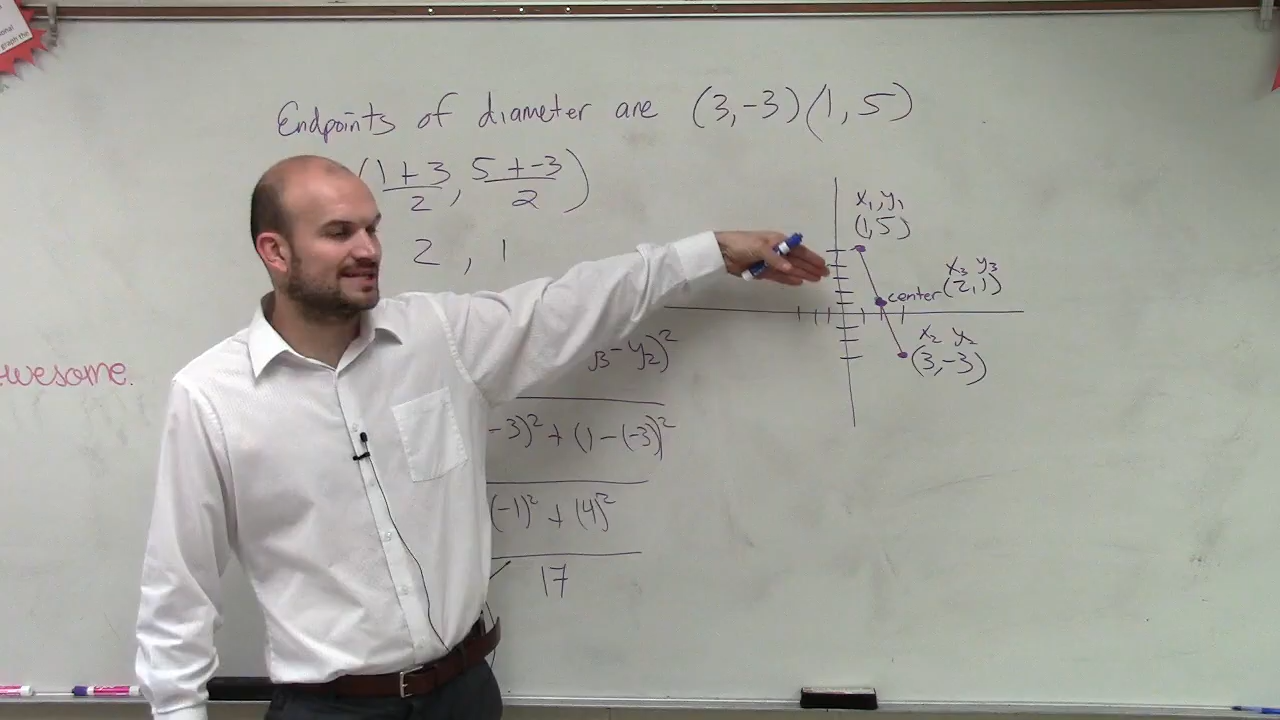 graph the
Endpoints of diameter are (3,-3)(1,5)
(1+3/2, 5+-3/2)
2, 1
x₁,y₁
(1,5)
x₃ y₃
center (2,1)
x₂ y₂
(3,-3)
- y₂)²
wesome.
-3)² + (1-(-3))²
(-1)² + (4)²
17